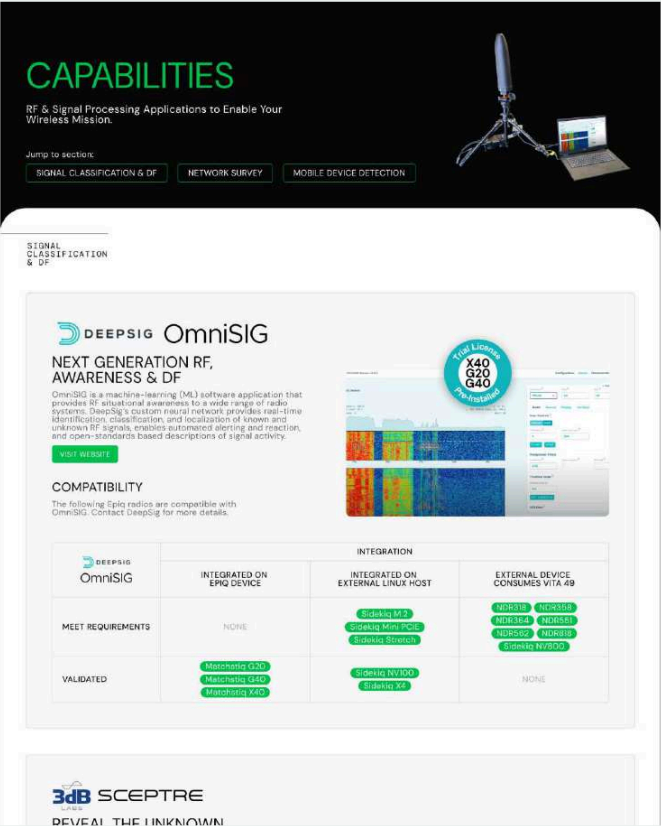 CAPABILITIES
RF & Signal Processing Applications to Enable Your
Wireless Mission.
Jump to section:
SIGNAL CLASSIFICATION & DF
NETWORK SURVEY
MOBILE DEVICE DETECTION
SIGNAL
CLASSIFICATION
& DF
DEEPSIG OmniSIG
NEXT GENERATION RF,
AWARENESS & DF
OmniSIG is a machine-learning (ML) software application that
provides RF situational awareness to a wide range of radio
systems. DeepSig's custom neural network provides real-time
identification, classification, and localization of known and
unknown RF signals, enables automated alerting and reaction,
and open-standards based descriptions of signal activity.
VISIT WEBSITE
Trial License
X40
G20
G40
Pre-Installed
COMPATIBILITY
The following Epiq radios are compatible with
OmniSIG. Contact DeepSig for more details.
DEEPSIG
OmniSIG
INTEGRATION
INTEGRATED ON
EPIQ DEVICE
INTEGRATED ON
EXTERNAL LINUX HOST
EXTERNAL DEVICE
CONSUMES VITA 49
MEET REQUIREMENTS
NONE
Sidekiq M.2
Sidekiq Mini PCIE
Sidekiq Stretch
NDR318 NDR358
NDR364 NDR551
NDR562 NDR818
Sidekiq NV800
VALIDATED
Matchstiq G20
Matchstiq G40
Matchstiq X40
Sidekiq NV100
Sidekiq X4
NONE
3dB LABS SCEPTRE
REVEAL THE UNKNOWN